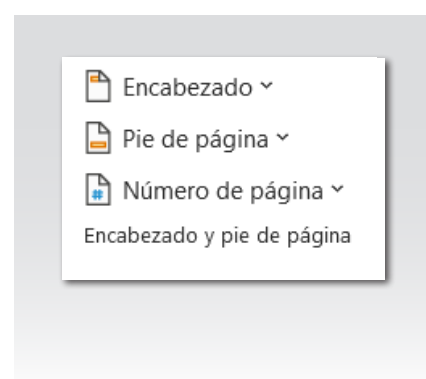 Encabezado
Pie de página
Número de página
Encabezado y pie de página